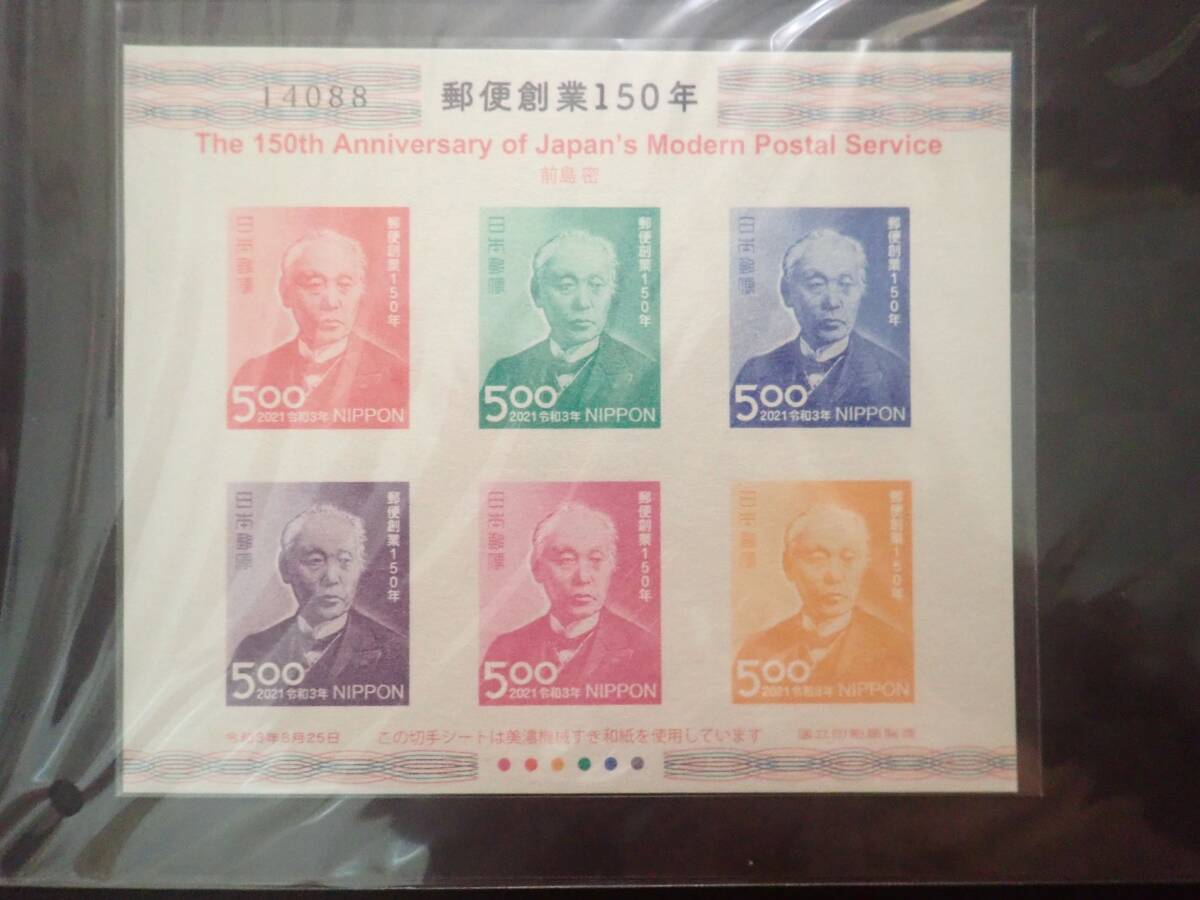 14088
郵便創業150年
The 150th Anniversary of Japan's Modern Postal Service
前島 密
日本郵便
郵便創業150年
500
2021 令和3年 NIPPON
日本郵便
郵便創業150年
500
2021 令和3年 NIPPON
日本郵便
郵便創業150年
500
2021 令和3年 NIPPON
日本郵便
郵便創業150年
500
2021 令和3年 NIPPON
日本郵便
郵便創業150年
500
2021 令和3年 NIPPON
日本郵便
郵便創業150年
500
2021 令和3年 NIPPON
令和3年8月25日
この切手シートは美濃機械すき和紙を使用しています
国立印刷局製造